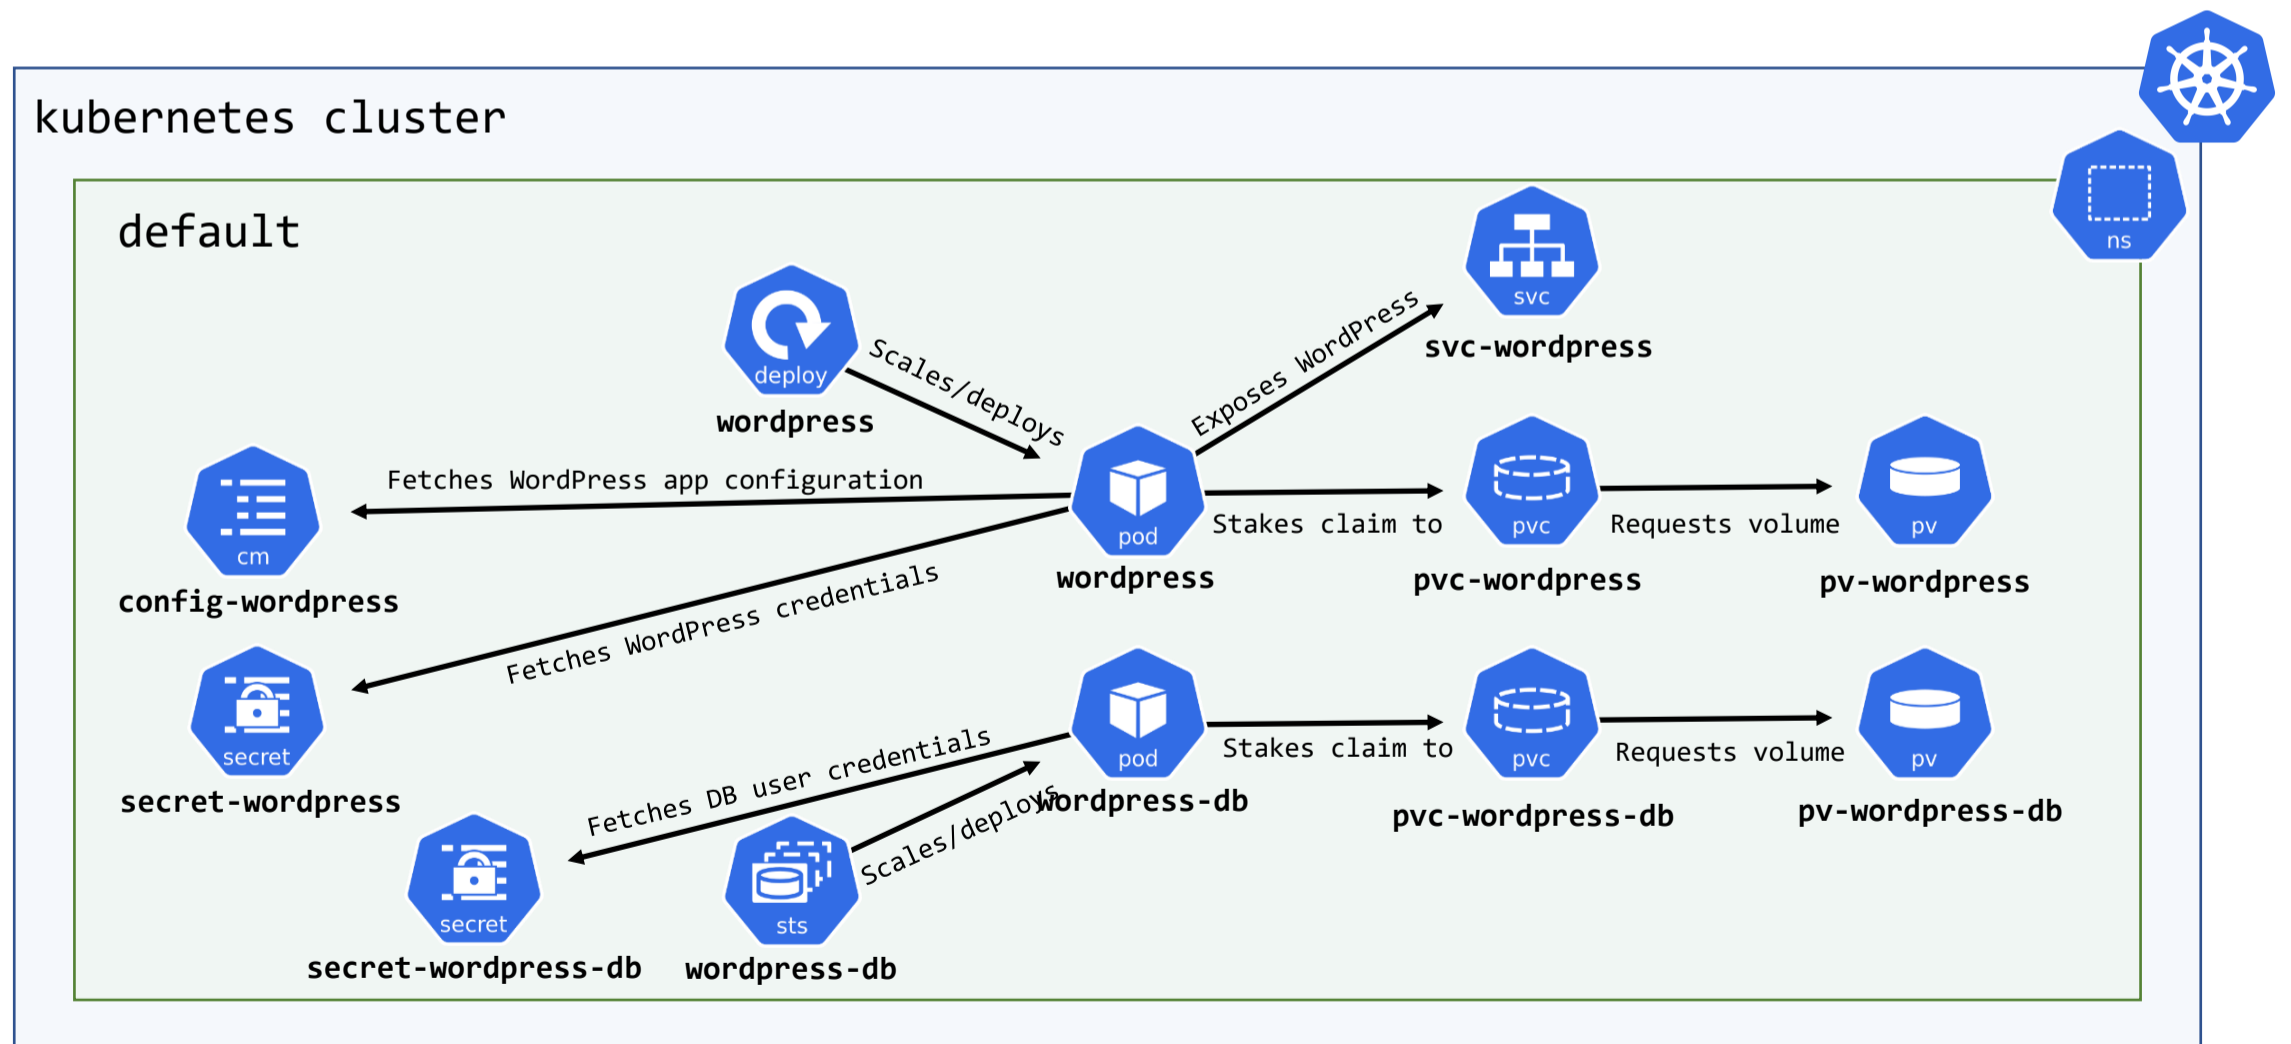 kubernetes cluster
ns
default
svc
svc-wordpress
deploy
wordpress
Scales/deploys
Exposes WordPress
Fetches WordPress app configuration
cm
config-wordpress
pod
wordpress
Stakes claim to
pvc
pvc-wordpress
Requests volume
pv
pv-wordpress
Fetches WordPress credentials
secret
secret-wordpress
pod
wordpress-db
Stakes claim to
pvc
pvc-wordpress-db
Requests volume
pv
pv-wordpress-db
Fetches DB user credentials
Scales/deploys
secret
secret-wordpress-db
sts
wordpress-db